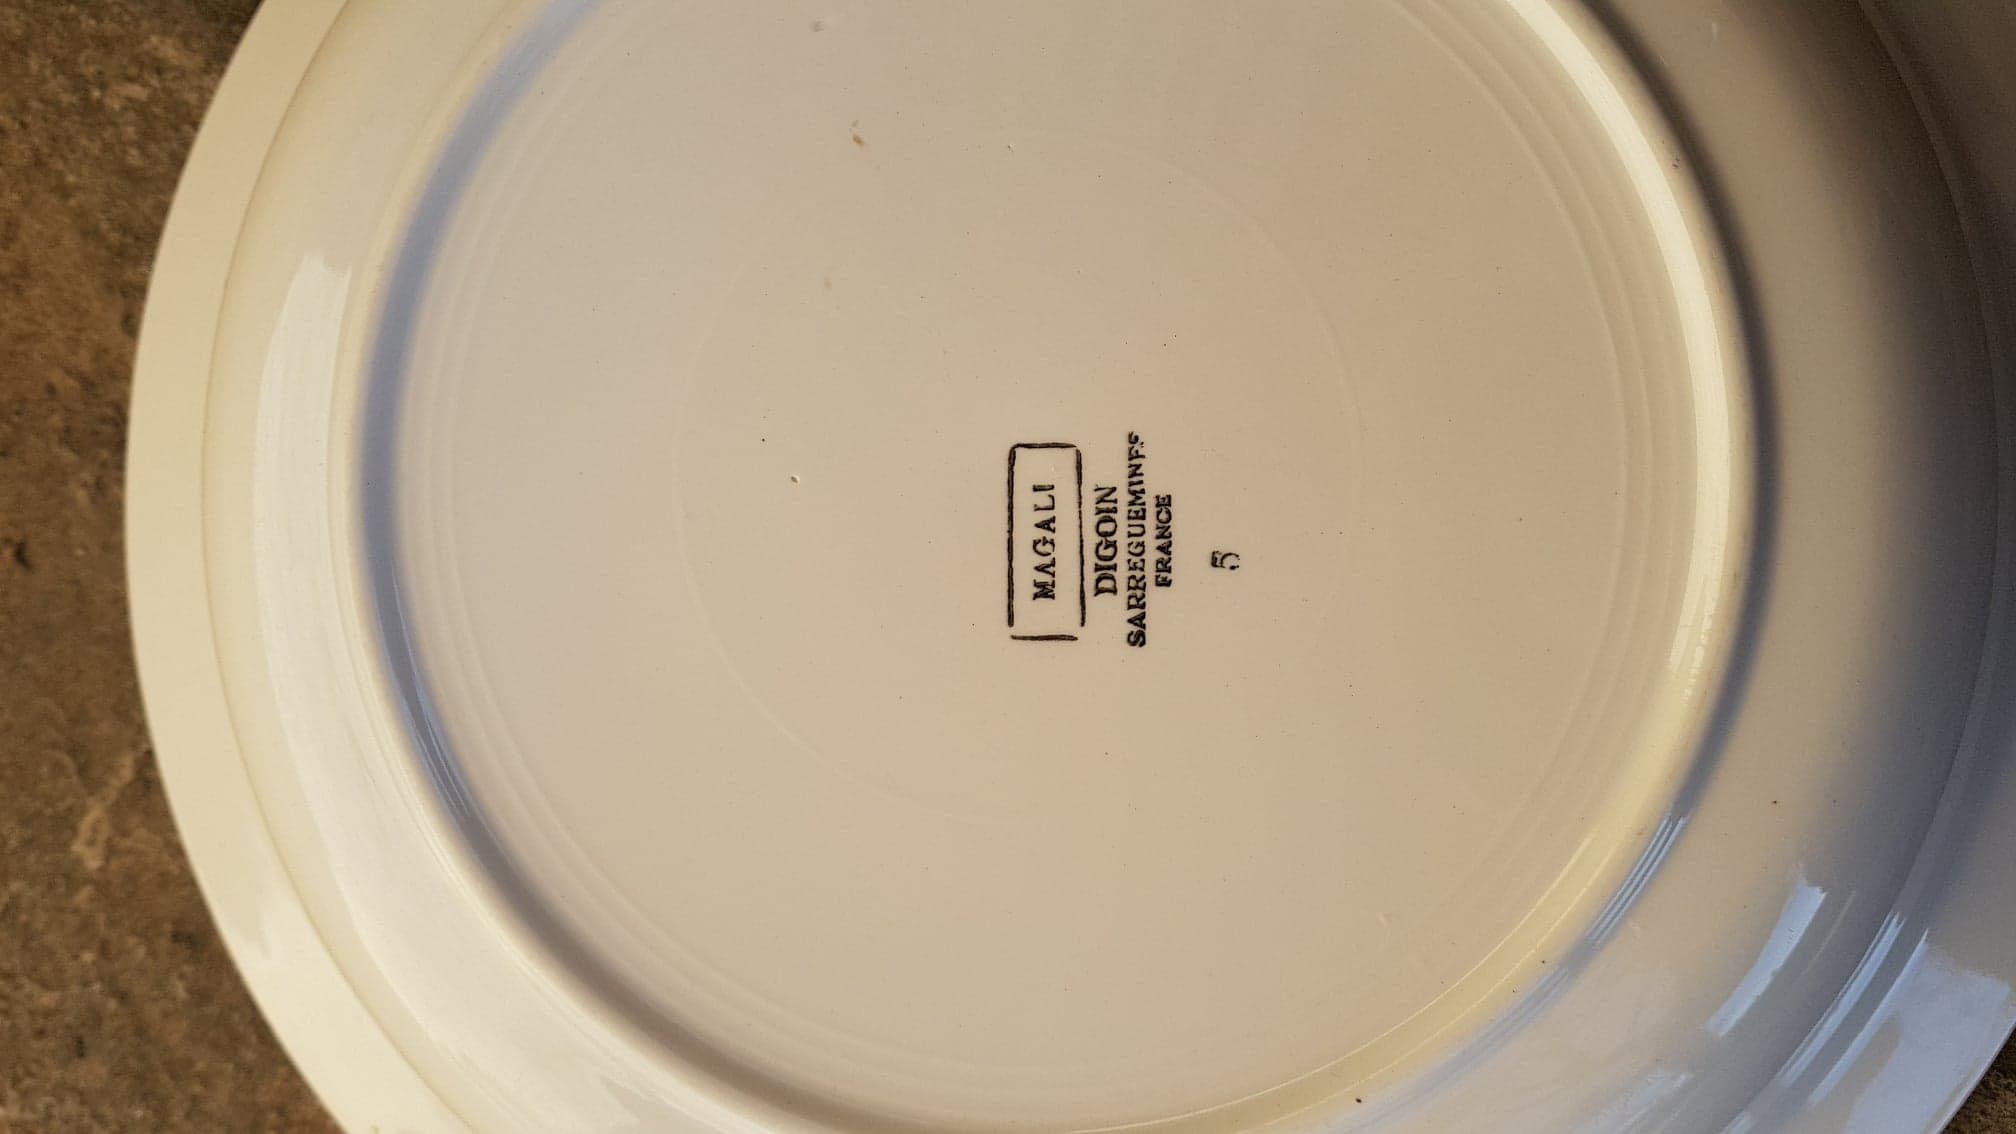 MAGALI
DIGOIN
SARREGUEMINES
FRANCE
5